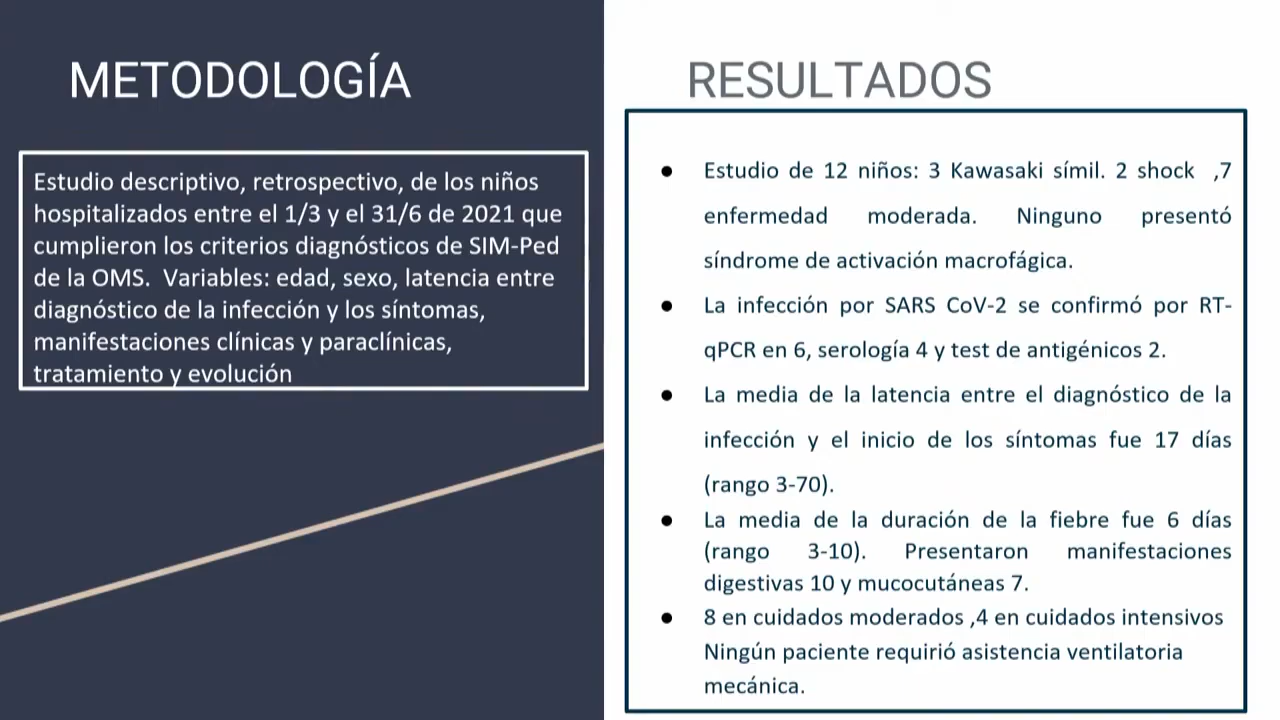 METODOLOGÍA
Estudio descriptivo, retrospectivo, de los niños
hospitalizados entre el 1/3 y el 31/6 de 2021 que
cumplieron los criterios diagnósticos de SIM-Ped
de la OMS.  Variables: edad, sexo, latencia entre
diagnóstico de la infección y los síntomas,
manifestaciones clínicas y paraclínicas,
tratamiento y evolución
RESULTADOS
● Estudio de 12 niños: 3 Kawasaki símil. 2 shock ,7
enfermedad moderada. Ninguno presentó
síndrome de activación macrofágica.
● La infección por SARS CoV-2 se confirmó por RT-
qPCR en 6, serología 4 y test de antigénicos 2.
● La media de la latencia entre el diagnóstico de la
infección y el inicio de los síntomas fue 17 días
(rango 3-70).
● La media de la duración de la fiebre fue 6 días
(rango 3-10). Presentaron manifestaciones
digestivas 10 y mucocutáneas 7.
● 8 en cuidados moderados ,4 en cuidados intensivos
Ningún paciente requirió asistencia ventilatoria
mecánica.